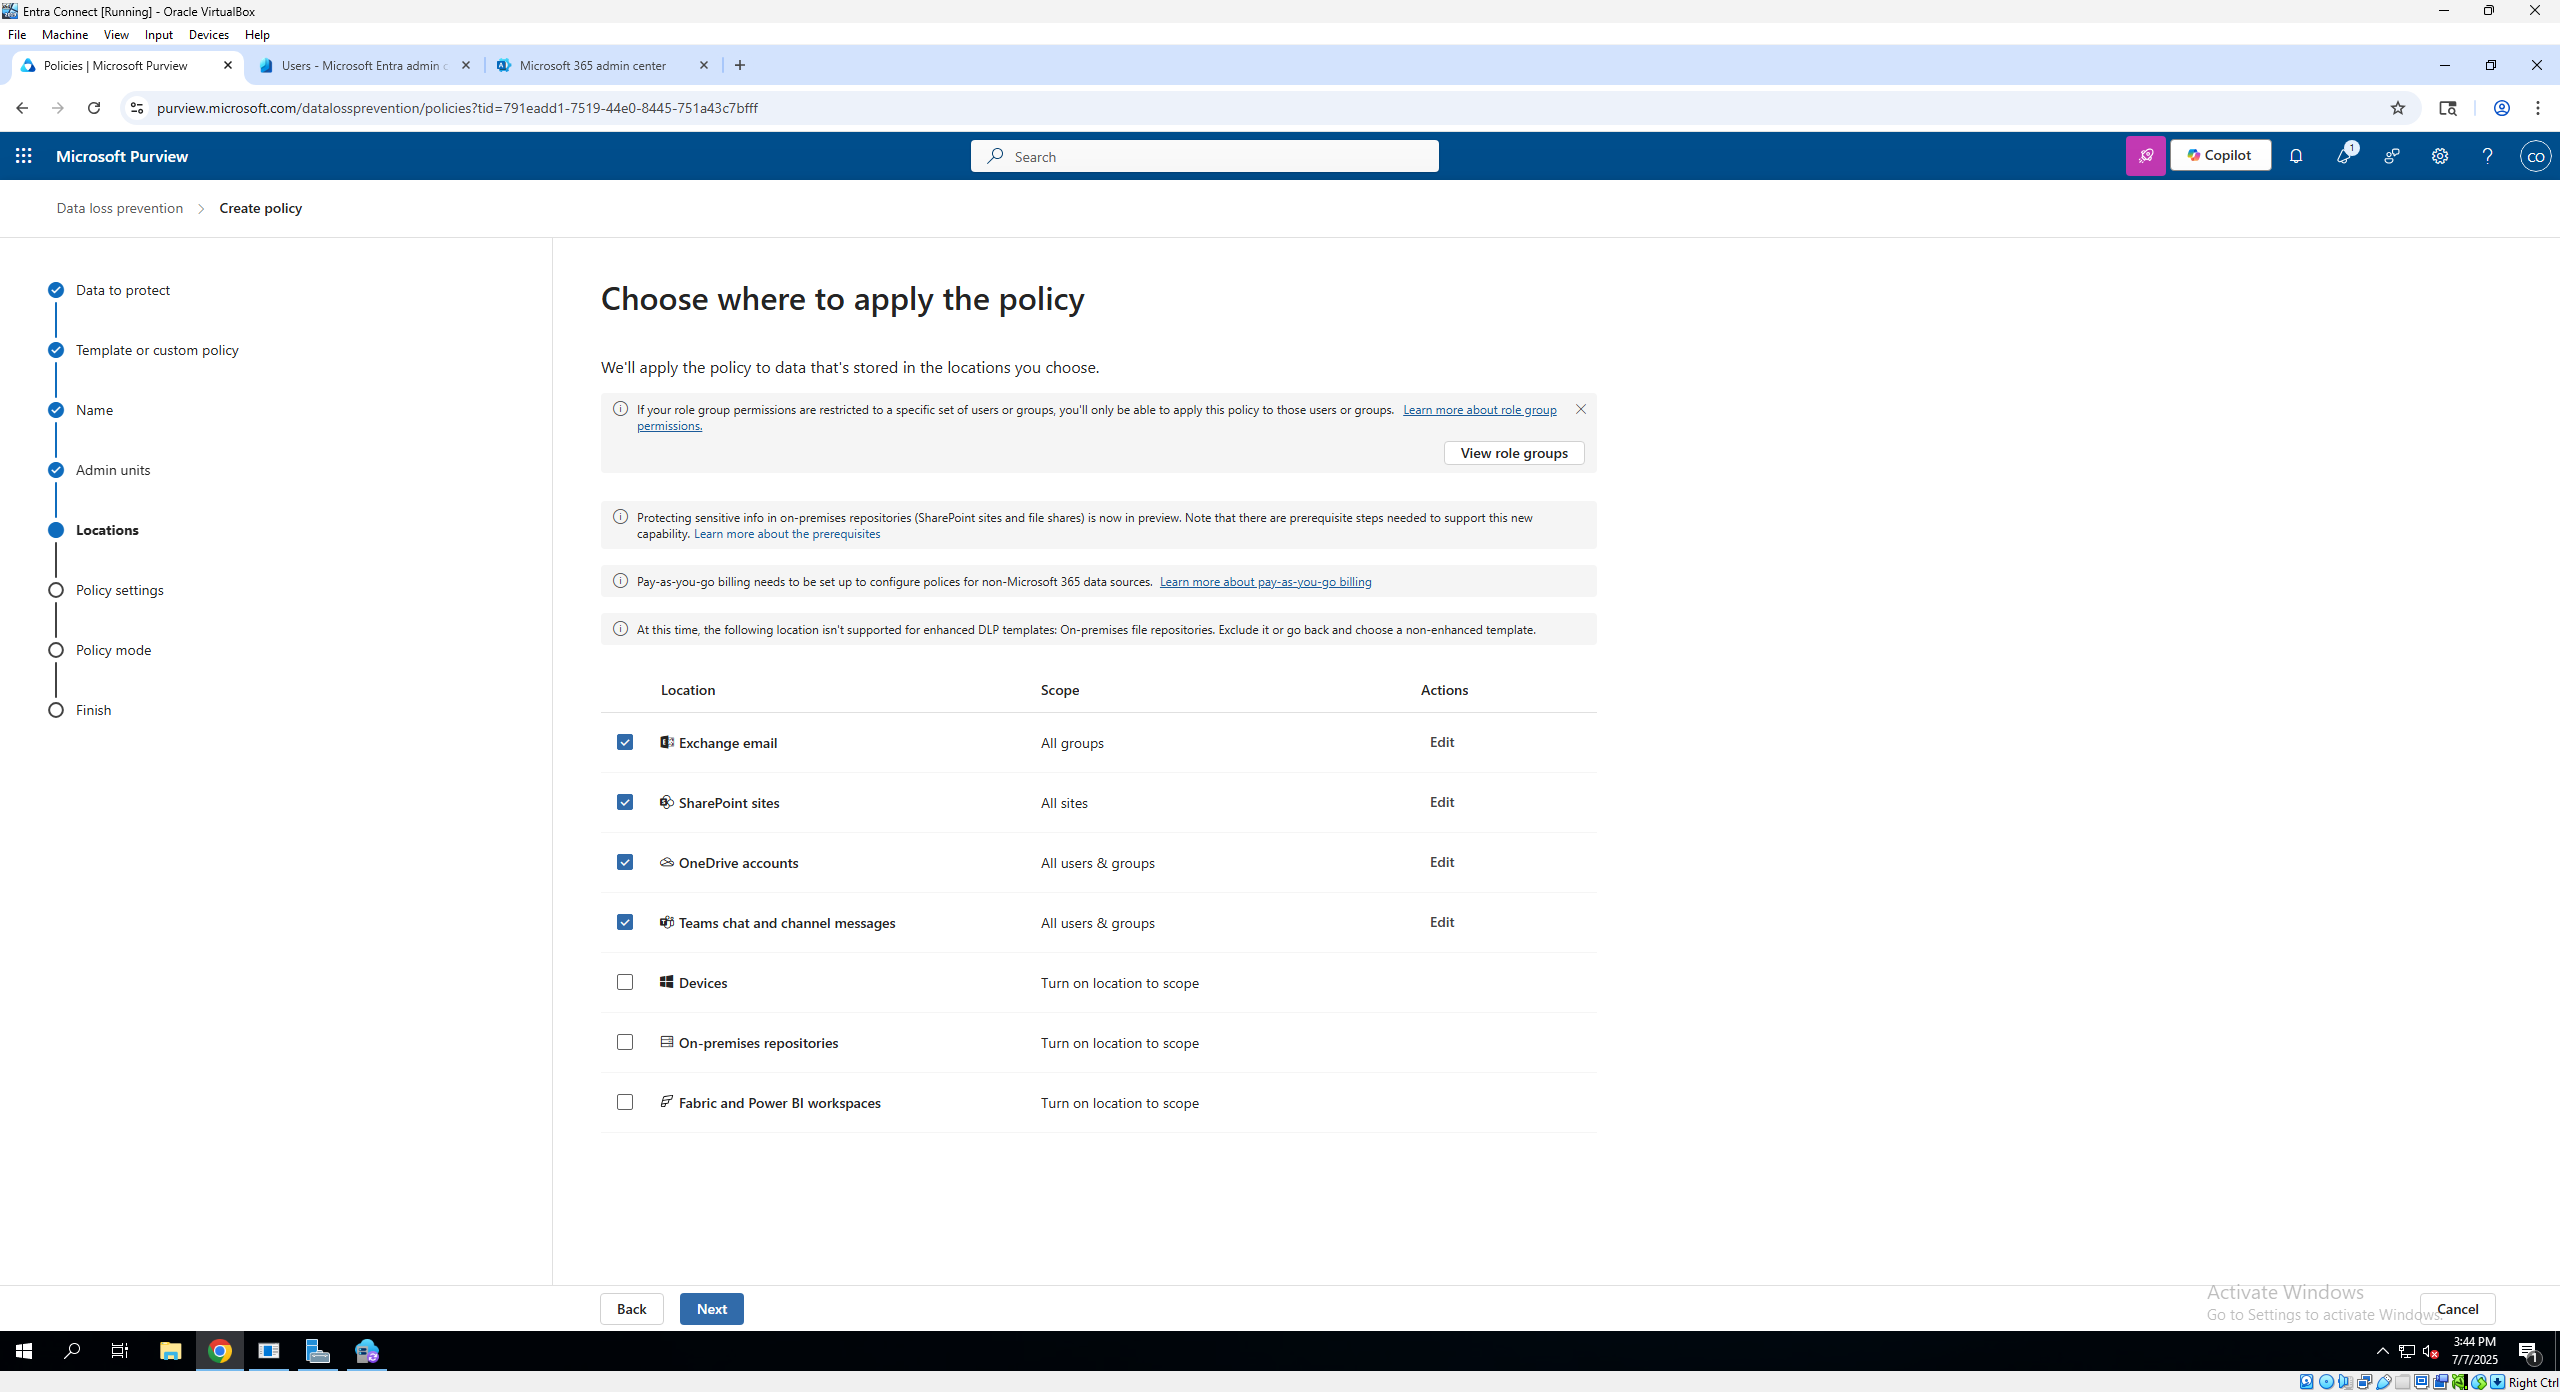 Entra Connect [Running] - Oracle VirtualBox
File Machine View Input Devices Help
Policies | Microsoft Purview
Users - Microsoft Entra admin c
Microsoft 365 admin center
purview.microsoft.com/datalossprevention/policies?tid=791eadd1-7519-44e0-8445-751a43c7bfff
Microsoft Purview
Search
Copilot
1
CO
Data loss prevention > Create policy
Data to protect
Template or custom policy
Name
Admin units
Locations
Policy settings
Policy mode
Finish
Choose where to apply the policy
We'll apply the policy to data that's stored in the locations you choose.
If your role group permissions are restricted to a specific set of users or groups, you'll only be able to apply this policy to those users or groups. Learn more about role group
permissions.
View role groups
Protecting sensitive info in on-premises repositories (SharePoint sites and file shares) is now in preview. Note that there are prerequisite steps needed to support this new
capability. Learn more about the prerequisites
Pay-as-you-go billing needs to be set up to configure polices for non-Microsoft 365 data sources. Learn more about pay-as-you-go billing
At this time, the following location isn't supported for enhanced DLP templates: On-premises file repositories. Exclude it or go back and choose a non-enhanced template.
Location Scope Actions
Exchange email All groups Edit
SharePoint sites All sites Edit
OneDrive accounts All users & groups Edit
Teams chat and channel messages All users & groups Edit
Devices Turn on location to scope
On-premises repositories Turn on location to scope
Fabric and Power BI workspaces Turn on location to scope
Back Next
Activate Windows
Go to Settings to activate Windows.
Cancel
3:44 PM
7/7/2025
1
Right Ctrl